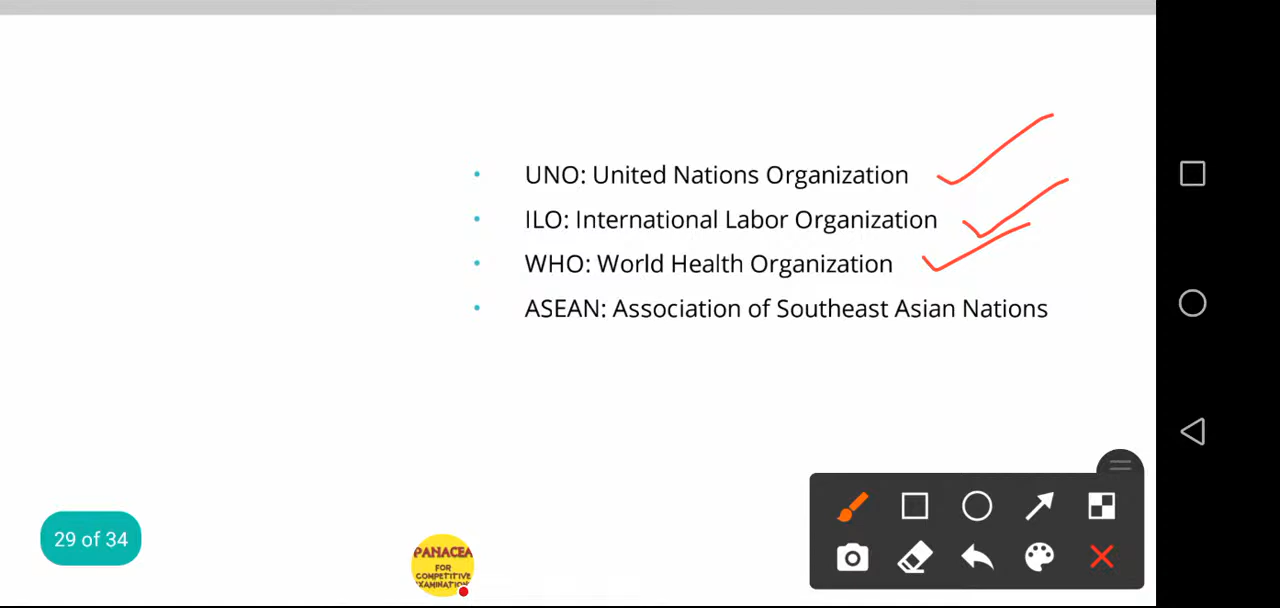 UNO: United Nations Organization
ILO: International Labor Organization
WHO: World Health Organization
ASEAN: Association of Southeast Asian Nations
29 of 34
PANACEA
FOR
COMPETITIVE
EXAMINATION